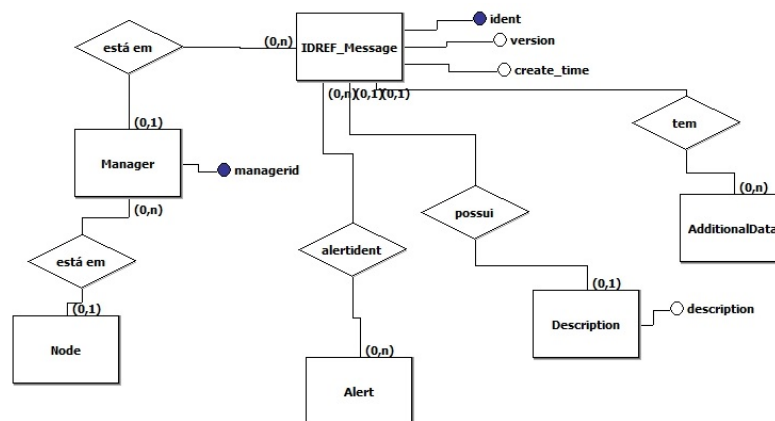 ident
está em
(0,n)
IDREF_Message
version
create_time
(0,n)(0,1)(0,1)
(0,1)
tem
Manager
managerid
(0,n)
(0,n)
AdditionalData
possui
está em
alertident
(0,1)
(0,1)
description
Node
Description
(0,n)
Alert